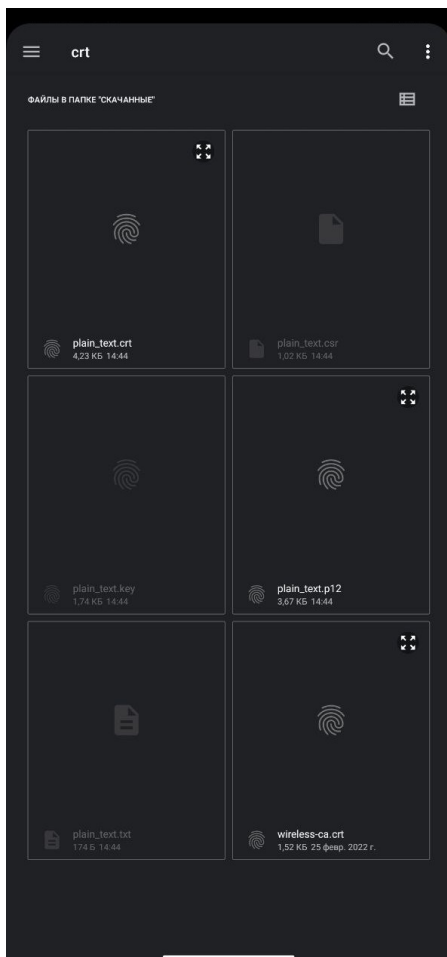 crt
ФАЙЛЫ В ПАПКЕ "СКАЧАННЫЕ"
plain_text.crt
4,23 КБ 14:44
plain_text.csr
1,02 КБ 14:44
plain_text.key
1,74 КБ 14:44
plain_text.p12
3,67 КБ 14:44
plain_text.txt
174 Б 14:44
wireless-ca.crt
1,52 КБ 25 февр. 2022 г.